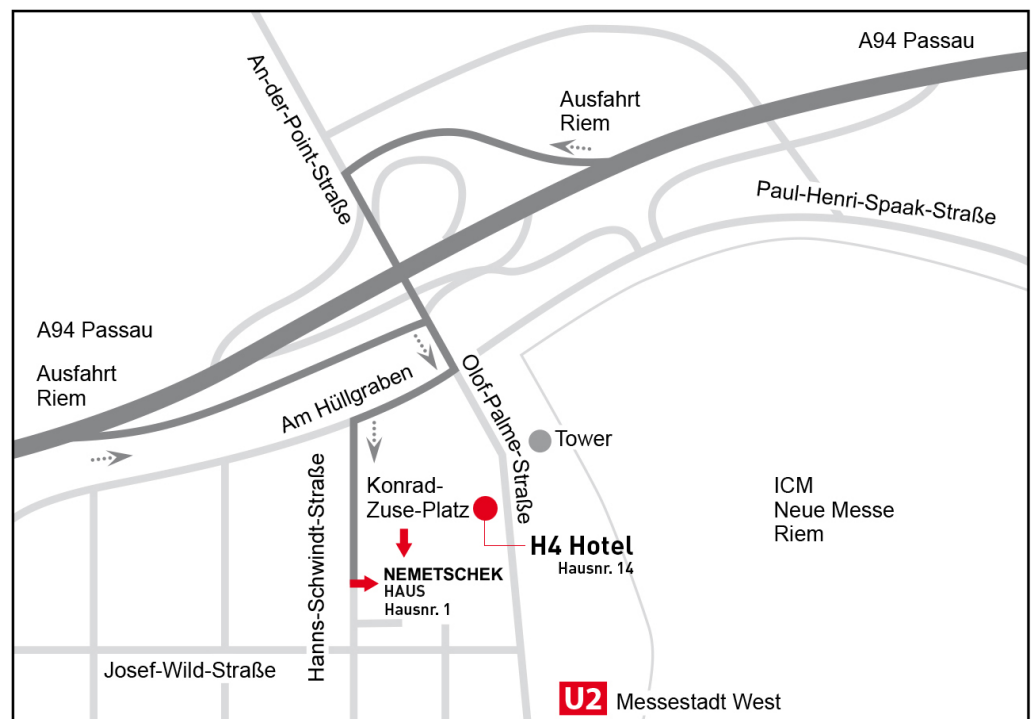 A94 Passau
An-der-Point-Straße
Ausfahrt
Riem
Paul-Henri-Spaak-Straße
A94 Passau
Ausfahrt
Riem
Am Hüllgraben
Olof-Palme-Straße
Tower
Konrad-
Zuse-Platz
ICM
Neue Messe
Riem
H4 Hotel
Hausnr. 14
Hanns-Schwindt-Straße
NEMETSCHEK
HAUS
Hausnr. 1
Josef-Wild-Straße
U2 Messestadt West